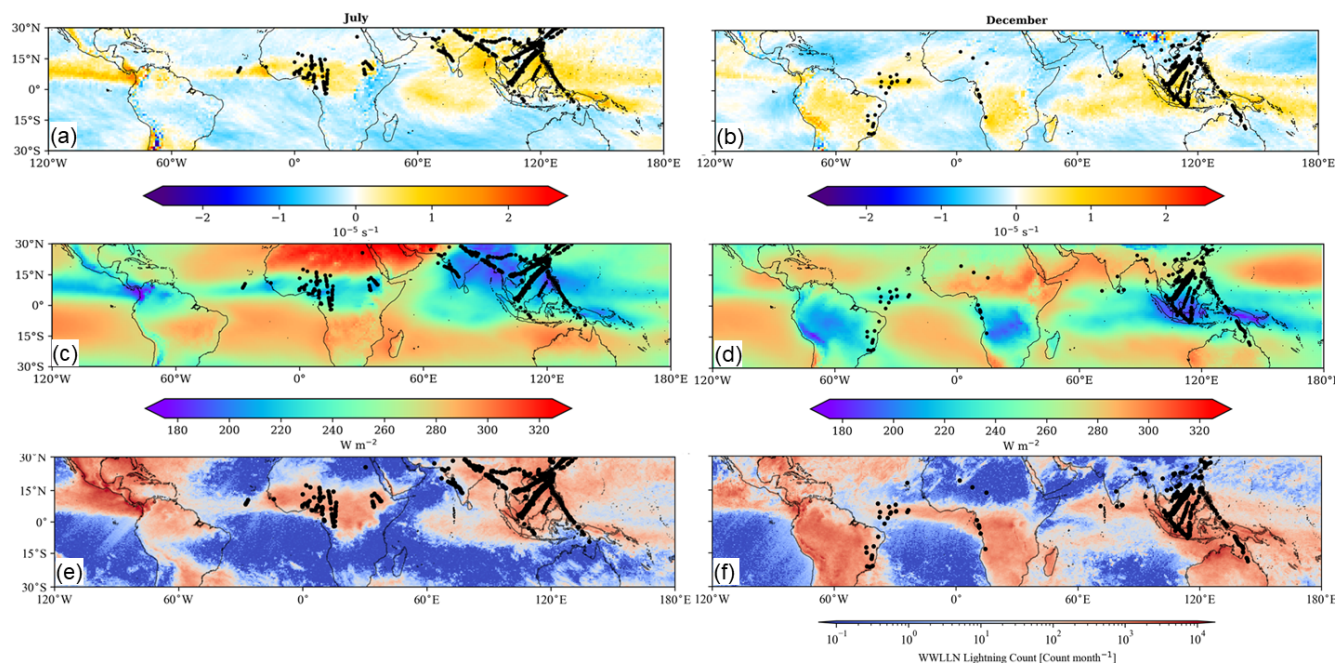 July
December
30°N
15°N
0°
15°S
30°S
(a)
120°W
60°W
0°
60°E
120°E
180°E
30°N
15°N
0°
15°S
30°S
(b)
120°W
60°W
0°
60°E
120°E
180°E
−2
−1
0
1
2
10⁻⁵ s⁻¹
−2
−1
0
1
2
10⁻⁵ s⁻¹
30°N
15°N
0°
15°S
30°S
(c)
120°W
60°W
0°
60°E
120°E
180°E
30°N
15°N
0°
15°S
30°S
(d)
120°W
60°W
0°
60°E
120°E
180°E
180
200
220
240
260
280
300
320
W m⁻²
180
200
220
240
260
280
300
320
W m⁻²
30°N
15°N
0°
15°S
30°S
(e)
120°W
60°W
0°
60°E
120°E
180°E
30°N
15°N
0°
15°S
30°S
(f)
120°W
60°W
0°
60°E
120°E
180°E
10⁻¹
10⁰
10¹
10²
10³
10⁴
WWLLN Lightning Count [Count month⁻¹]